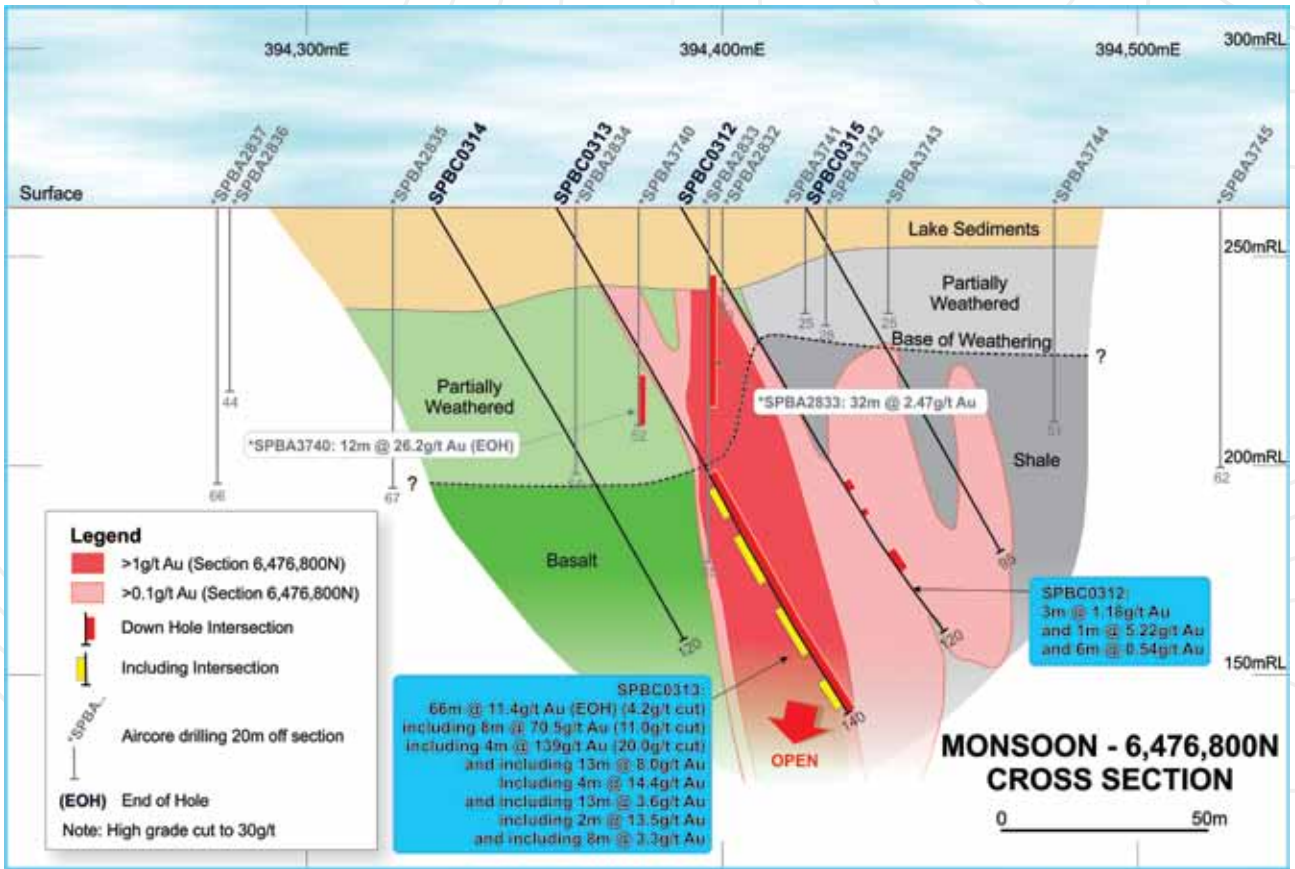 394,300mE
394,400mE
394,500mE
300mRL
*SPBA2837
*SPBA2836
*SPBA2835
SPBC0314
SPBC0313
*SPBA2834
*SPBA3740
SPBC0312
*SPBA2833
*SPBA2832
*SPBA3741
SPBC0315
*SPBA3742
*SPBA3743
*SPBA3744
*SPBA3745
Surface
Lake Sediments
250mRL
Partially
Weathered
25
28
25
Base of Weathering
?
Partially
Weathered
44
52
*SPBA2833: 32m @ 2.47g/t Au
51
*SPBA3740: 12m @ 26.2g/t Au (EOH)
Shale
200mRL
62
66
67
?
Basalt
95
120
120
140
150mRL
Legend
>1g/t Au (Section 6,476,800N)
>0.1g/t Au (Section 6,476,800N)
Down Hole Intersection
Including Intersection
*SPBA..
Aircore drilling 20m off section
(EOH) End of Hole
Note: High grade cut to 30g/t
SPBC0312:
3m @ 1.18g/t Au
and 1m @ 5.22g/t Au
and 6m @ 0.54g/t Au
SPBC0313:
66m @ 11.4g/t Au (EOH) (4.2g/t cut)
including 8m @ 70.5g/t Au (11.0g/t cut)
including 4m @ 139g/t Au (20.0g/t cut)
and including 13m @ 8.0g/t Au
including 4m @ 14.4g/t Au
and including 13m @ 3.6g/t Au
including 2m @ 13.5g/t Au
and including 8m @ 3.3g/t Au
OPEN
MONSOON - 6,476,800N
CROSS SECTION
0
50m